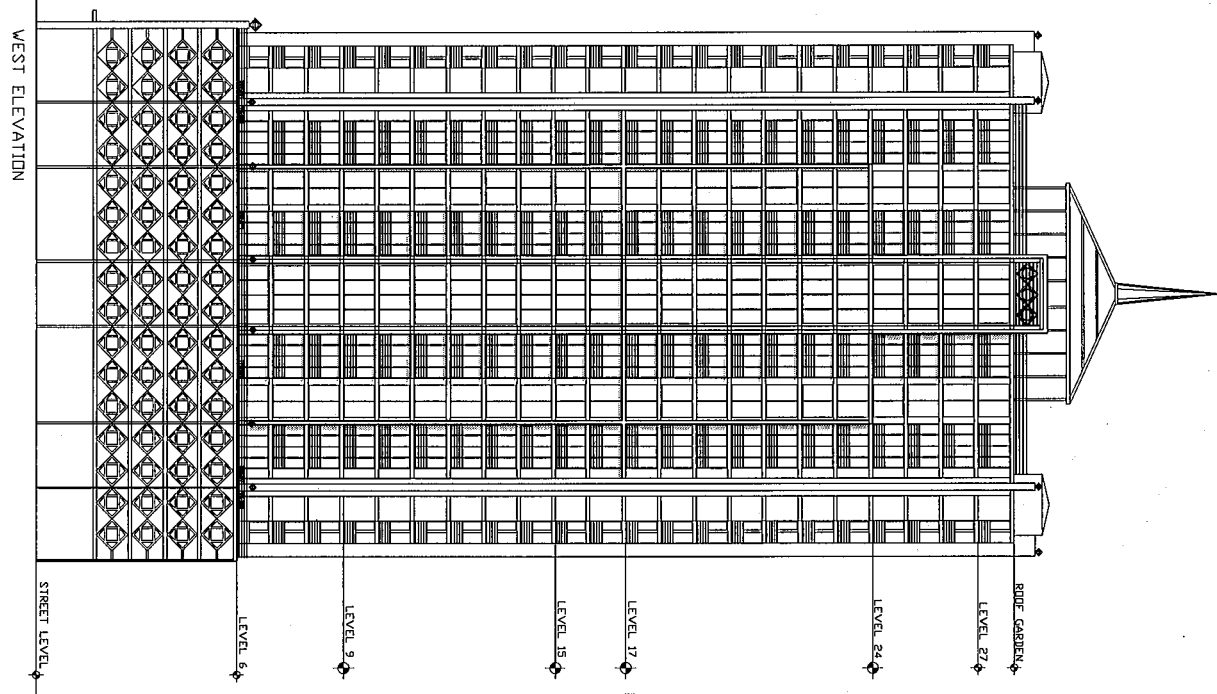 WEST ELEVATION
ROOF GARDEN
LEVEL 27
LEVEL 24
LEVEL 17
LEVEL 15
LEVEL 9
LEVEL 6
STREET LEVEL